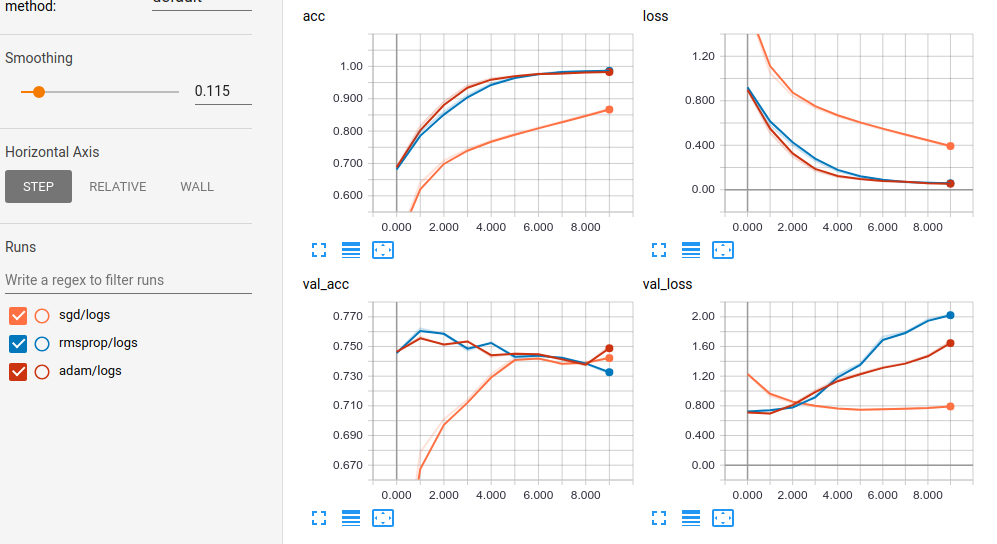 method:
Smoothing
0.115
Horizontal Axis
STEP RELATIVE WALL
Runs
Write a regex to filter runs
sgd/logs
rmsprop/logs
adam/logs
acc
1.00
0.900
0.800
0.700
0.600
0.000 2.000 4.000 6.000 8.000
loss
1.20
0.800
0.400
0.00
0.000 2.000 4.000 6.000 8.000
val_acc
0.770
0.750
0.730
0.710
0.690
0.670
0.000 2.000 4.000 6.000 8.000
val_loss
2.00
1.60
1.20
0.800
0.400
0.00
0.000 2.000 4.000 6.000 8.000